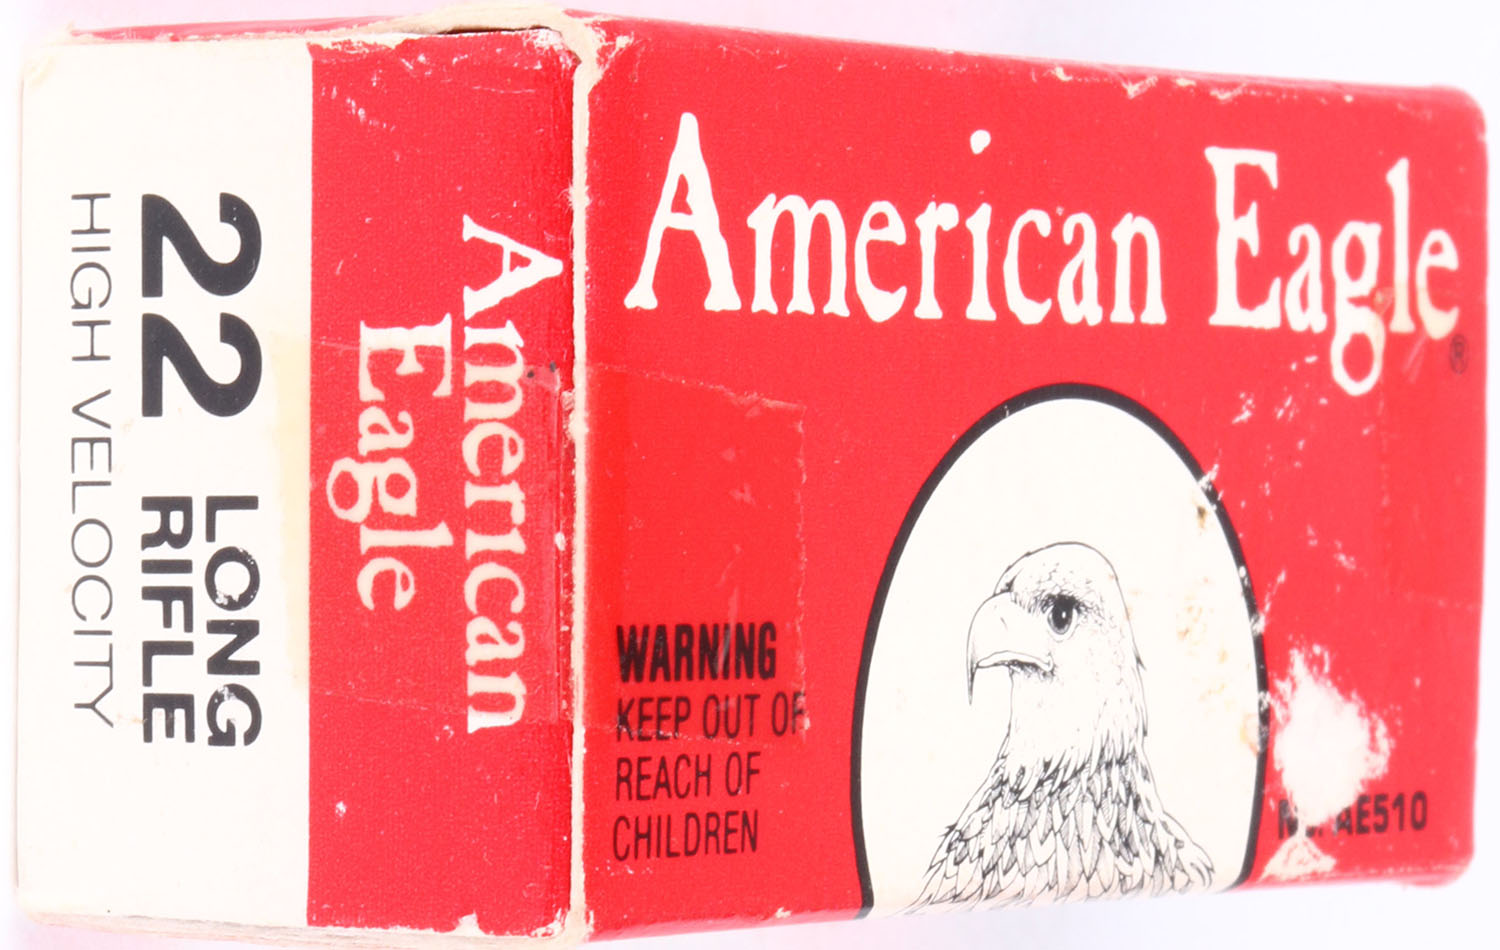 American Eagle®
WARNING
KEEP OUT OF
REACH OF
CHILDREN
AE510
American
Eagle
22 LONG
RIFLE
HIGH VELOCITY